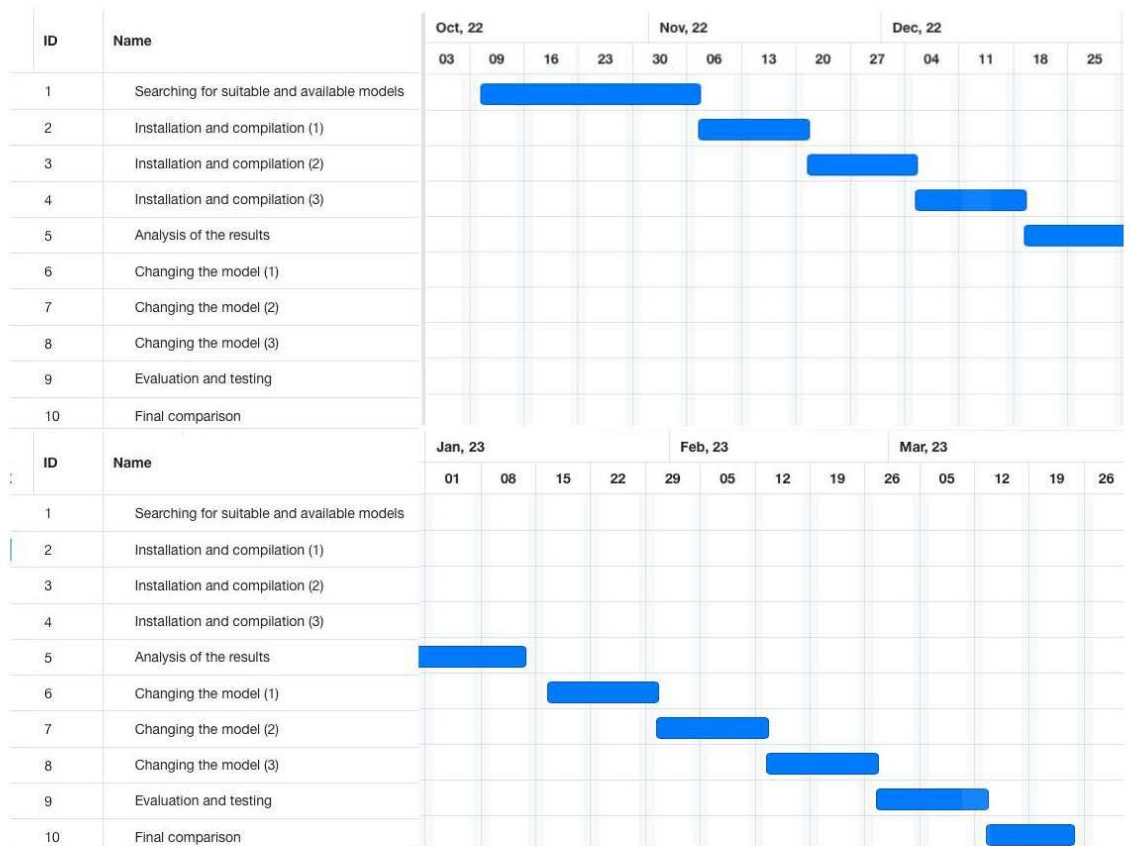 ID Name Oct, 22 Nov, 22 Dec, 22
03 09 16 23 30 06 13 20 27 04 11 18 25
1 Searching for suitable and available models
2 Installation and compilation (1)
3 Installation and compilation (2)
4 Installation and compilation (3)
5 Analysis of the results
6 Changing the model (1)
7 Changing the model (2)
8 Changing the model (3)
9 Evaluation and testing
10 Final comparison
ID Name Jan, 23 Feb, 23 Mar, 23
01 08 15 22 29 05 12 19 26 05 12 19 26
1 Searching for suitable and available models
2 Installation and compilation (1)
3 Installation and compilation (2)
4 Installation and compilation (3)
5 Analysis of the results
6 Changing the model (1)
7 Changing the model (2)
8 Changing the model (3)
9 Evaluation and testing
10 Final comparison